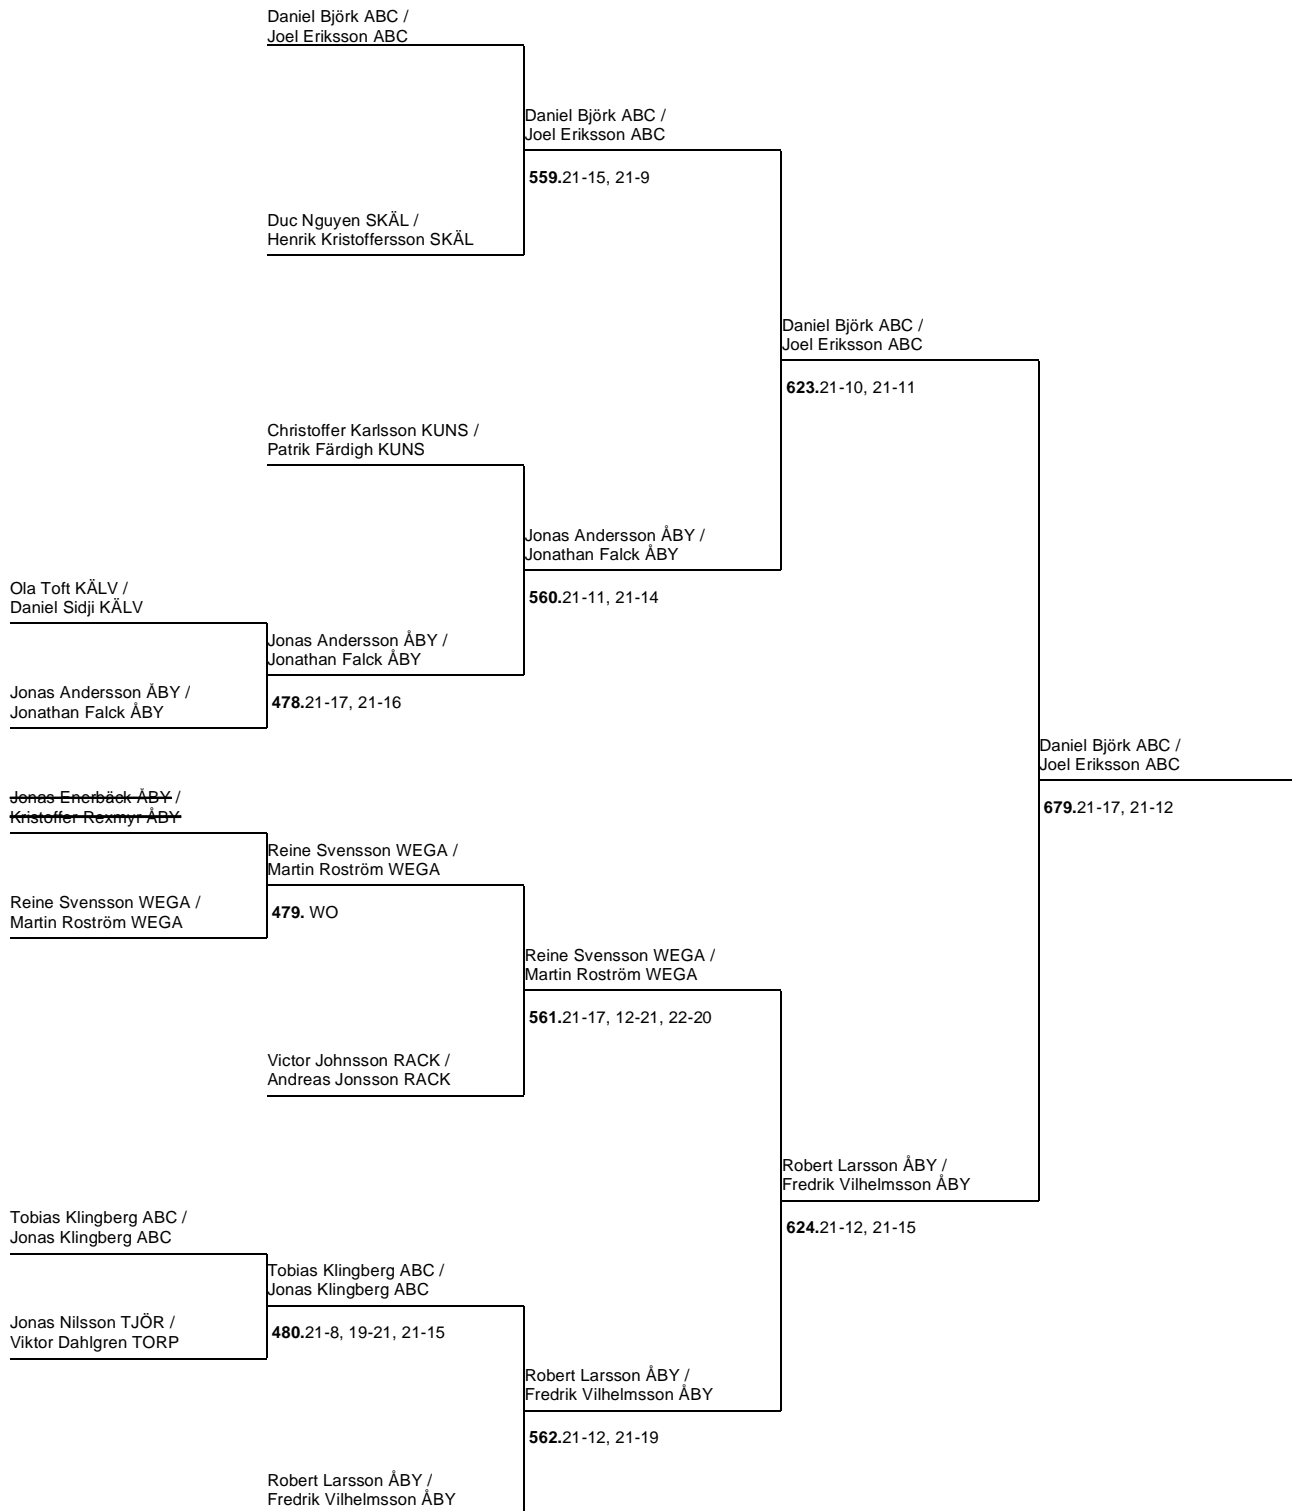 Daniel Björk ABC /
Joel Eriksson ABC
Daniel Björk ABC /
Joel Eriksson ABC
559.21-15, 21-9
Duc Nguyen SKÄL /
Henrik Kristoffersson SKÄL
Daniel Björk ABC /
Joel Eriksson ABC
623.21-10, 21-11
Christoffer Karlsson KUNS /
Patrik Färdigh KUNS
Jonas Andersson ÅBY /
Jonathan Falck ÅBY
560.21-11, 21-14
Ola Toft KÄLV /
Daniel Sidji KÄLV
Jonas Andersson ÅBY /
Jonathan Falck ÅBY
478.21-17, 21-16
Jonas Andersson ÅBY /
Jonathan Falck ÅBY
Daniel Björk ABC /
Joel Eriksson ABC
679.21-17, 21-12
Jonas Enerbäck ÅBY /
Kristoffer Rexmyr ÅBY
Reine Svensson WEGA /
Martin Roström WEGA
479. WO
Reine Svensson WEGA /
Martin Roström WEGA
Reine Svensson WEGA /
Martin Roström WEGA
561.21-17, 12-21, 22-20
Victor Johnsson RACK /
Andreas Jonsson RACK
Robert Larsson ÅBY /
Fredrik Vilhelmsson ÅBY
624.21-12, 21-15
Tobias Klingberg ABC /
Jonas Klingberg ABC
Tobias Klingberg ABC /
Jonas Klingberg ABC
480.21-8, 19-21, 21-15
Jonas Nilsson TJÖR /
Viktor Dahlgren TORP
Robert Larsson ÅBY /
Fredrik Vilhelmsson ÅBY
562.21-12, 21-19
Robert Larsson ÅBY /
Fredrik Vilhelmsson ÅBY